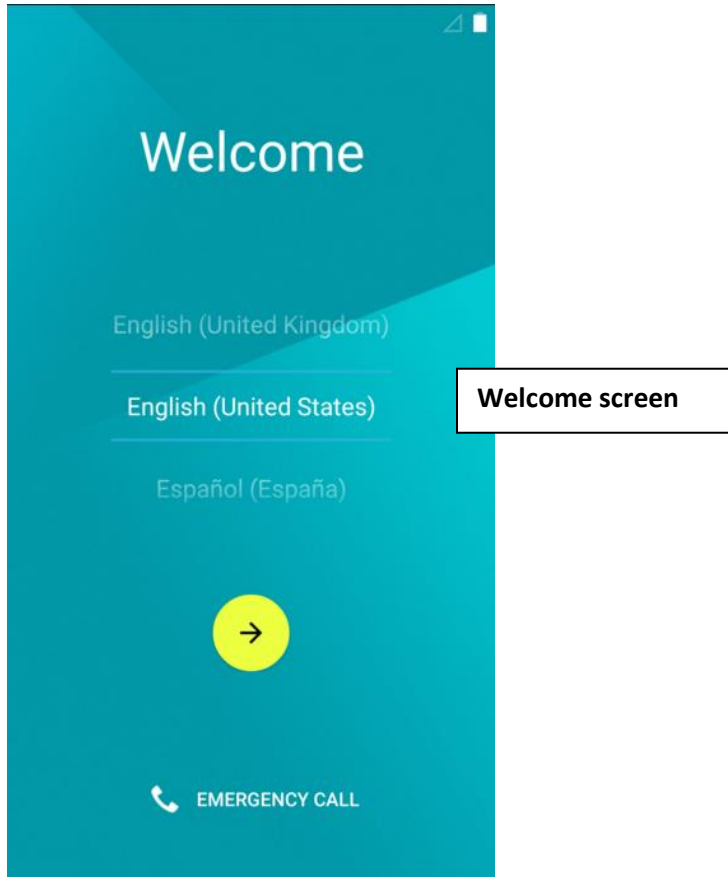 Welcome
English (United Kingdom)
English (United States)
Welcome screen
Español (España)
EMERGENCY CALL